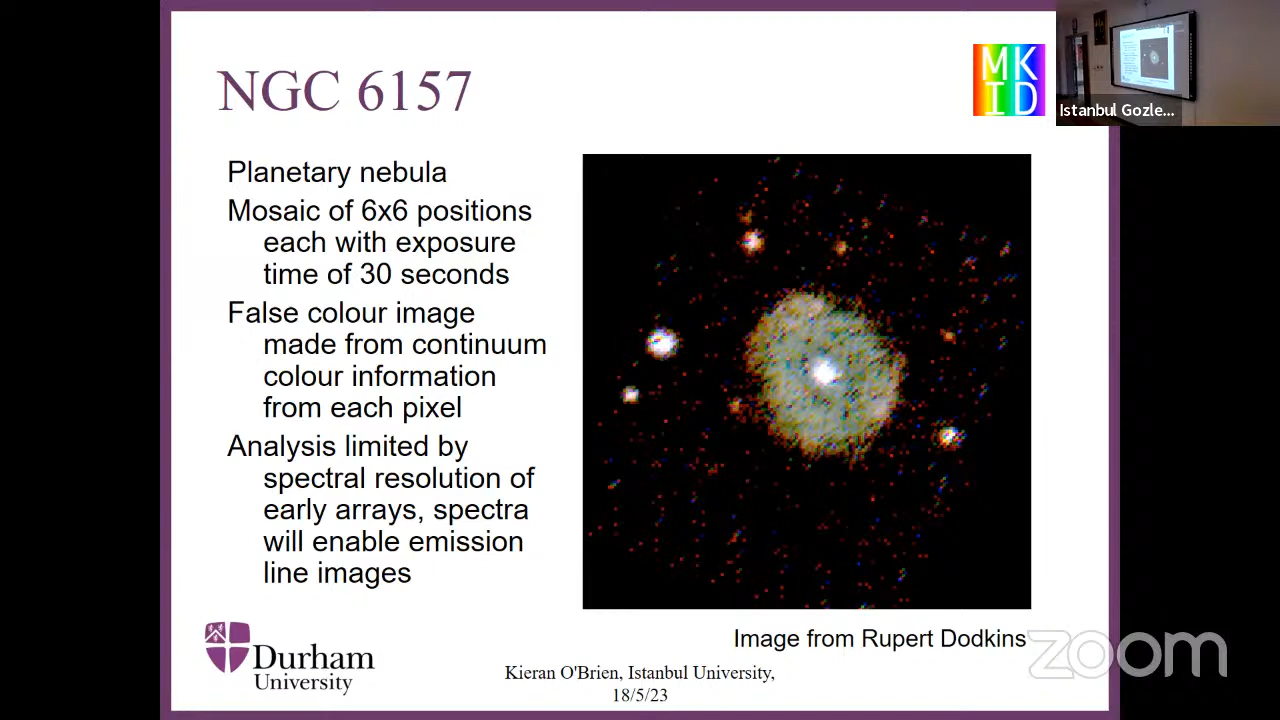 NGC 6157
MK
ID
Istanbul Gozle...
Planetary nebula
Mosaic of 6x6 positions
each with exposure
time of 30 seconds
False colour image
made from continuum
colour information
from each pixel
Analysis limited by
spectral resolution of
early arrays, spectra
will enable emission
line images
Image from Rupert Dodkins
zoom
Durham
University
Kieran O'Brien, Istanbul University,
18/5/23